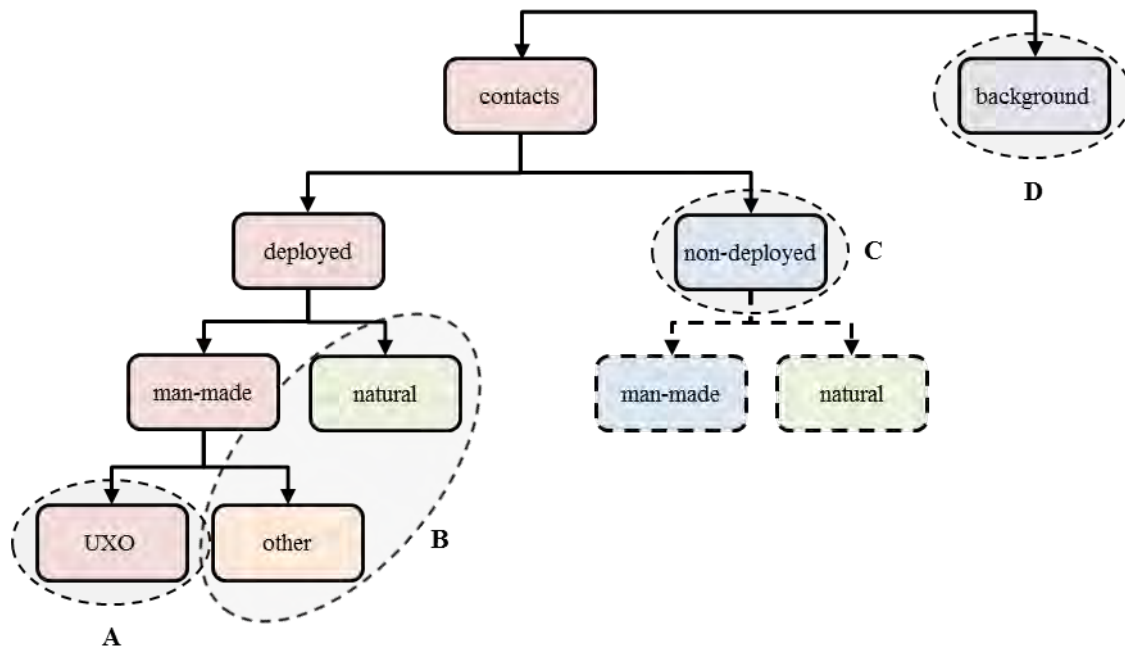 contacts
background
D
deployed
non-deployed
C
man-made
natural
man-made
natural
UXO
other
B
A